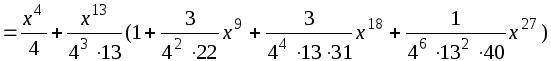 = x^4/4 + x^13/(4^3 · 13) (1 + 3/(4^2 · 22) x^9 + 3/(4^4 · 13 · 31) x^18 + 1/(4^6 · 13^2 · 40) x^27 )